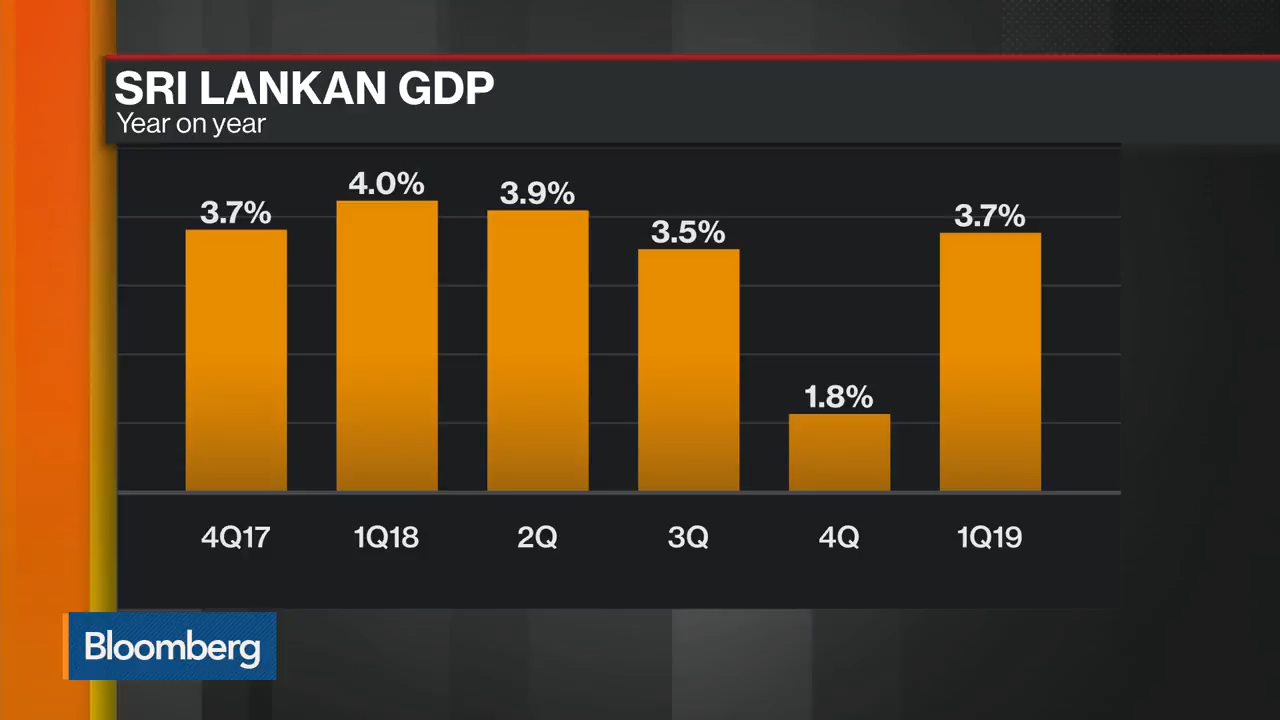 SRI LANKAN GDP
Year on year
3.7%
4.0%
3.9%
3.5%
1.8%
3.7%
4Q17
1Q18
2Q
3Q
4Q
1Q19
Bloomberg